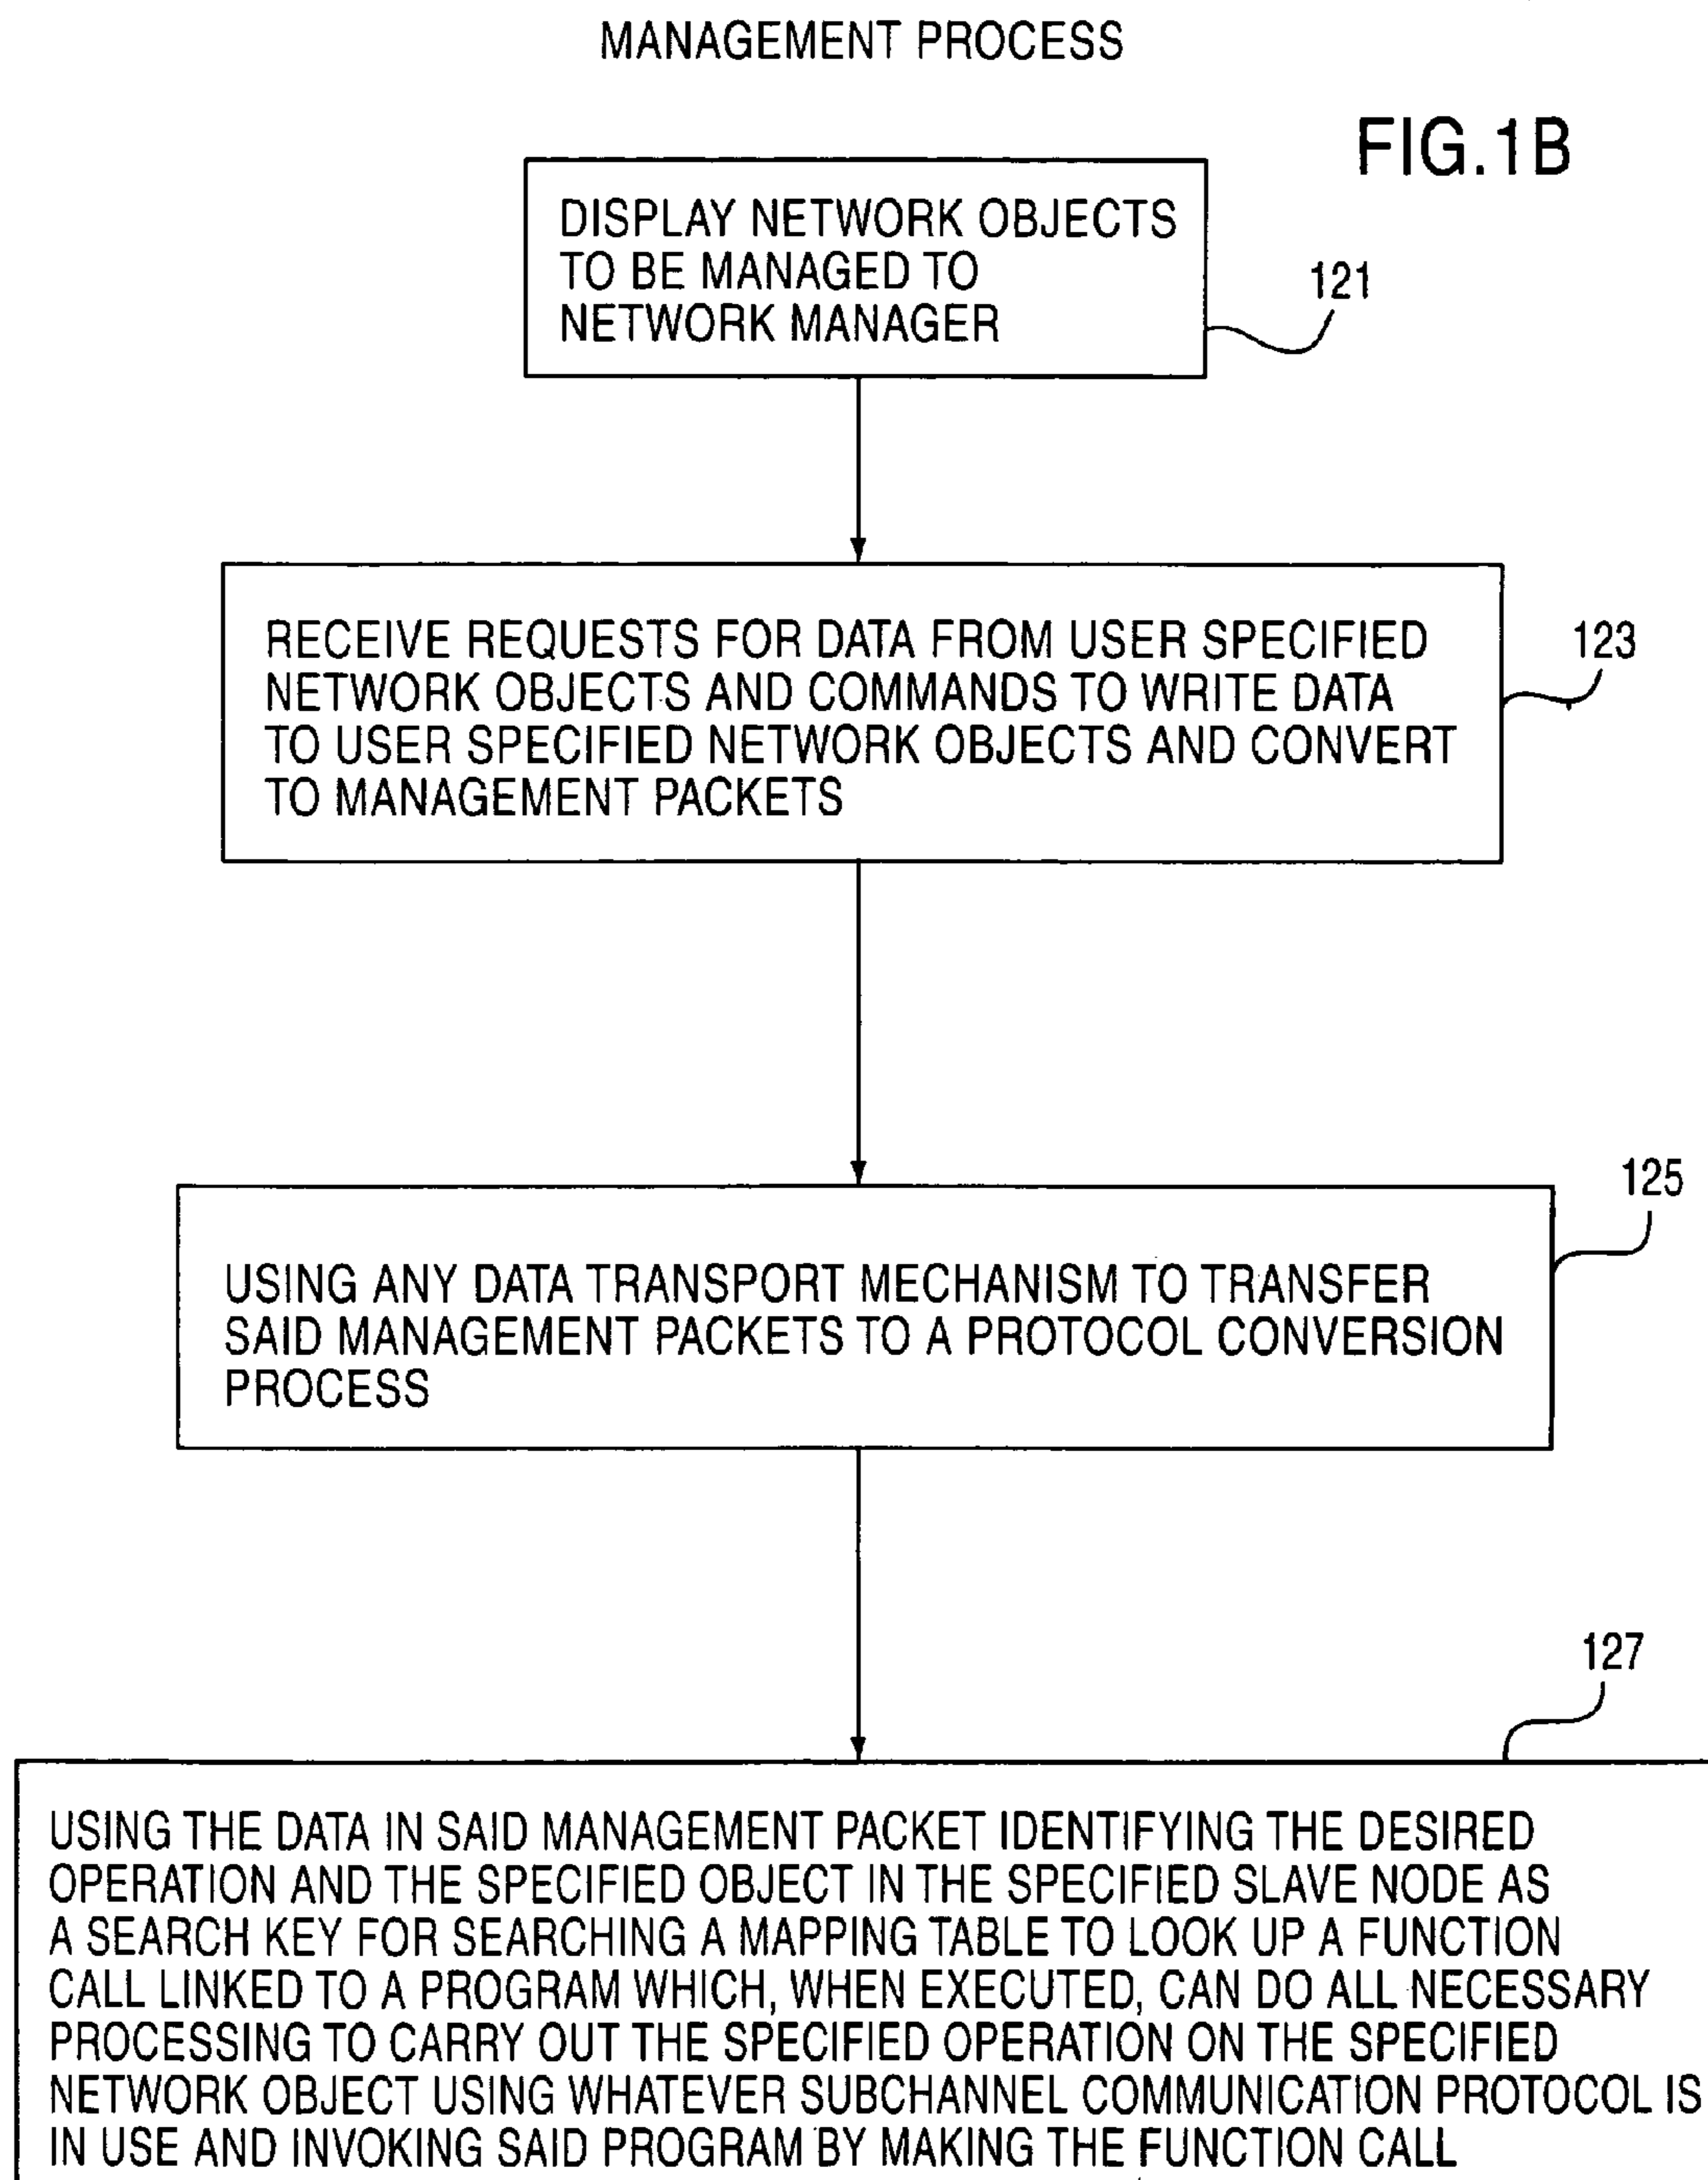 MANAGEMENT PROCESS
FIG.1B
DISPLAY NETWORK OBJECTS
TO BE MANAGED TO
NETWORK MANAGER
121
RECEIVE REQUESTS FOR DATA FROM USER SPECIFIED
NETWORK OBJECTS AND COMMANDS TO WRITE DATA
TO USER SPECIFIED NETWORK OBJECTS AND CONVERT
TO MANAGEMENT PACKETS
123
125
USING ANY DATA TRANSPORT MECHANISM TO TRANSFER
SAID MANAGEMENT PACKETS TO A PROTOCOL CONVERSION
PROCESS
127
USING THE DATA IN SAID MANAGEMENT PACKET IDENTIFYING THE DESIRED
OPERATION AND THE SPECIFIED OBJECT IN THE SPECIFIED SLAVE NODE AS
A SEARCH KEY FOR SEARCHING A MAPPING TABLE TO LOOK UP A FUNCTION
CALL LINKED TO A PROGRAM WHICH, WHEN EXECUTED, CAN DO ALL NECESSARY
PROCESSING TO CARRY OUT THE SPECIFIED OPERATION ON THE SPECIFIED
NETWORK OBJECT USING WHATEVER SUBCHANNEL COMMUNICATION PROTOCOL IS
IN USE AND INVOKING SAID PROGRAM BY MAKING THE FUNCTION CALL